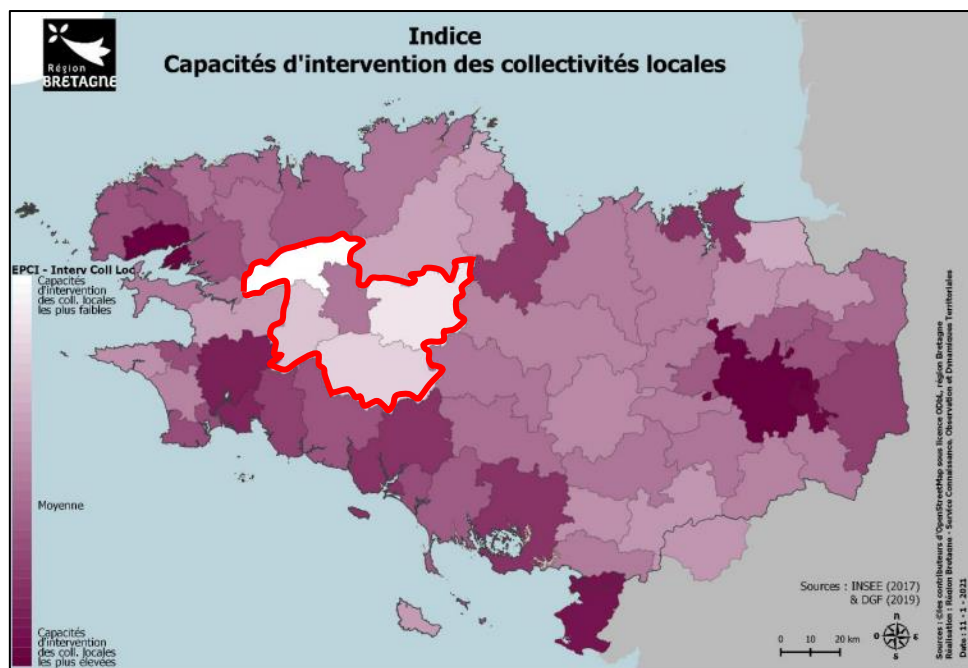 Indice
Capacités d'intervention des collectivités locales
Région
BRETAGNE
EPCI - Interv Coll Loc
Capacités
d'intervention
des coll. locales
les plus faibles
Moyenne
Capacités
d'intervention
des coll. locales
les plus élevées
Sources : INSEE (2017)
& DGF (2019)
0 10 20 km
n
o e
s
Sources : ©les contributeurs d'OpenStreetMap sous licence ODbL, région Bretagne
Réalisation : Région Bretagne - Service Connaissance, Observation et Dynamiques Territoriales
Date : 11 - 1 - 2021